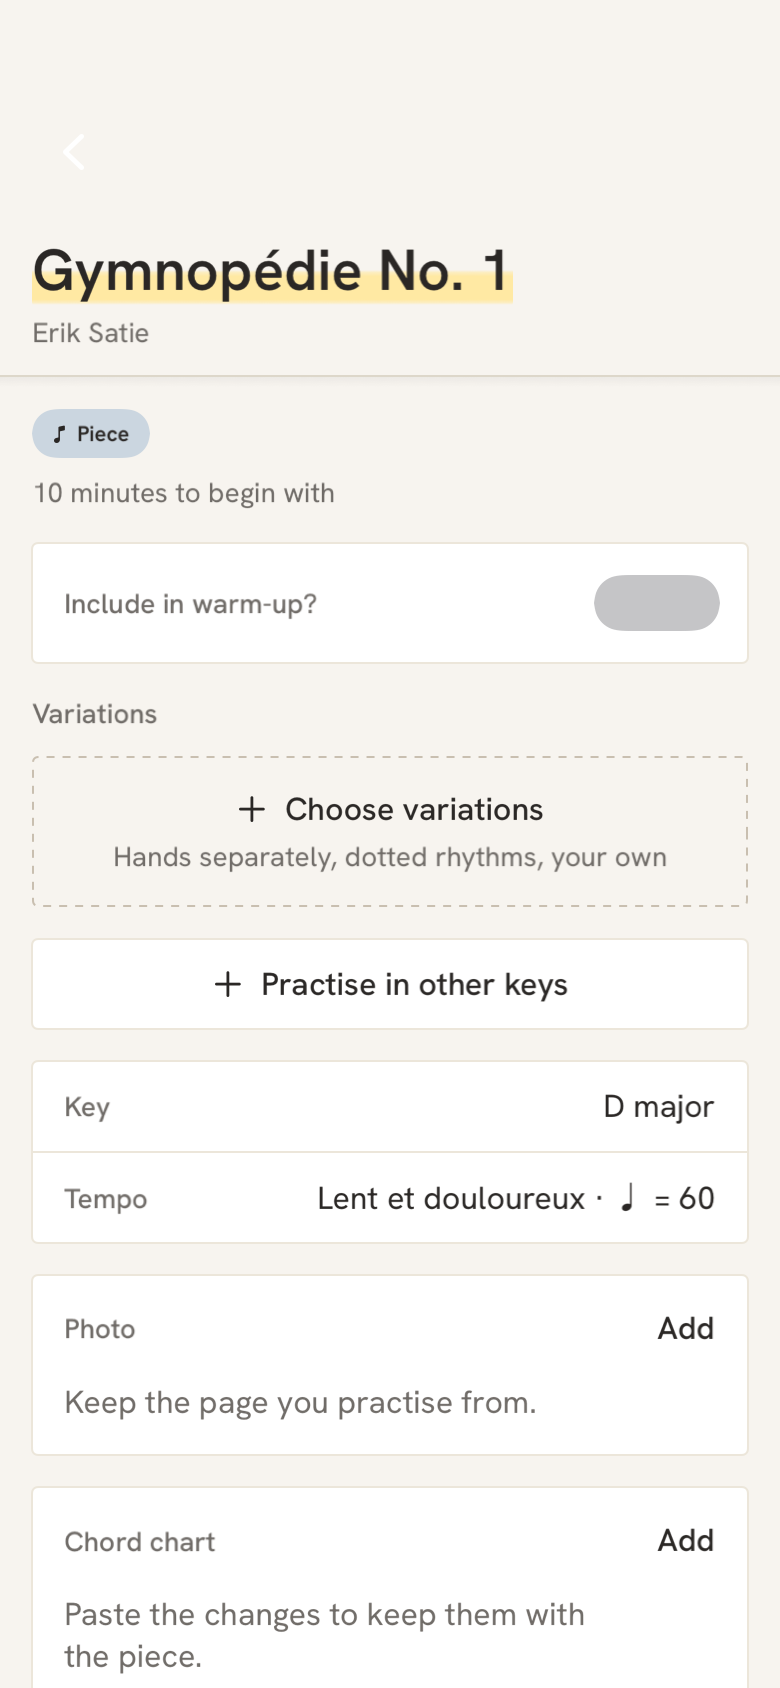 Gymnopédie No. 1
Erik Satie
Piece
10 minutes to begin with
Include in warm-up?
Variations
+ Choose variations
Hands separately, dotted rhythms, your own
+ Practise in other keys
Key D major
Tempo Lent et douloureux · ♩ = 60
Photo Add
Keep the page you practise from.
Chord chart Add
Paste the changes to keep them with
the piece.